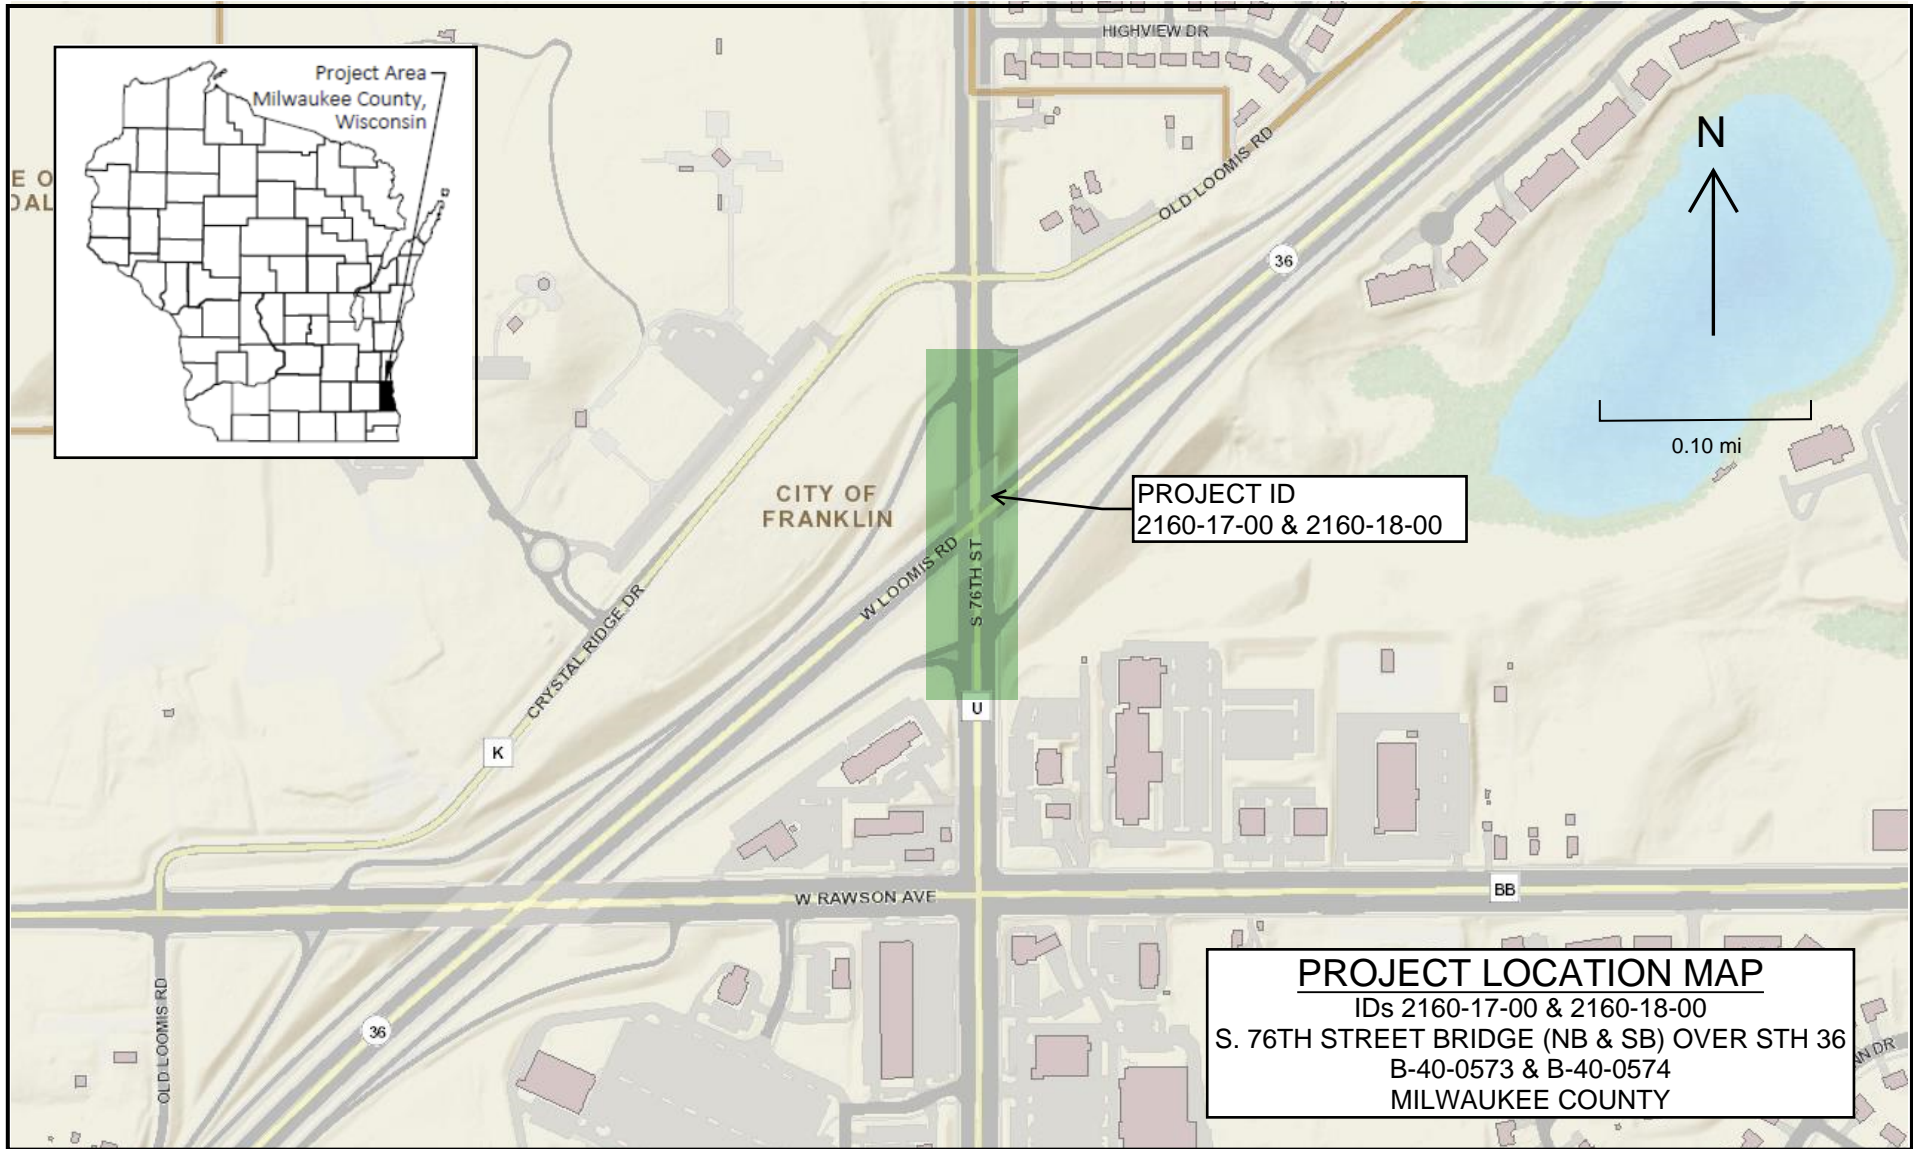 HIGHVIEW DR
Project Area
Milwaukee County,
Wisconsin
N
OLD LOOMIS RD
36
0.10 mi
PROJECT ID
2160-17-00 & 2160-18-00
CITY OF
FRANKLIN
W LOOMIS RD
S 76TH ST
CRYSTAL RIDGE DR
U
K
W RAWSON AVE
BB
OLD LOOMIS RD
36
PROJECT LOCATION MAP
IDs 2160-17-00 & 2160-18-00
S. 76TH STREET BRIDGE (NB & SB) OVER STH 36
B-40-0573 & B-40-0574
MILWAUKEE COUNTY